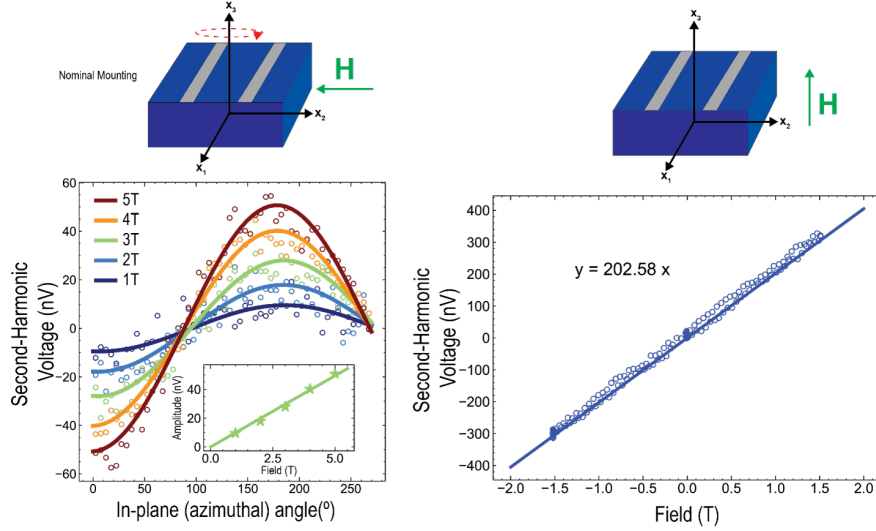 x₃
Nominal Mounting
H
x₂
x₁
x₃
H
x₂
x₁
60
40
20
0
−20
−40
−60
Second-Harmonic
Voltage (nV)
5T
4T
3T
2T
1T
Amplitude (nV)
40
20
0
0.0
2.5
5.0
Field (T)
0
50
100
150
200
250
In-plane (azimuthal) angle(º)
Second-Harmonic
Voltage (nV)
400
300
200
100
0
−100
−200
−300
−400
y = 202.58 x
−2.0
−1.5
−1.0
−0.5
0.0
0.5
1.0
1.5
2.0
Field (T)